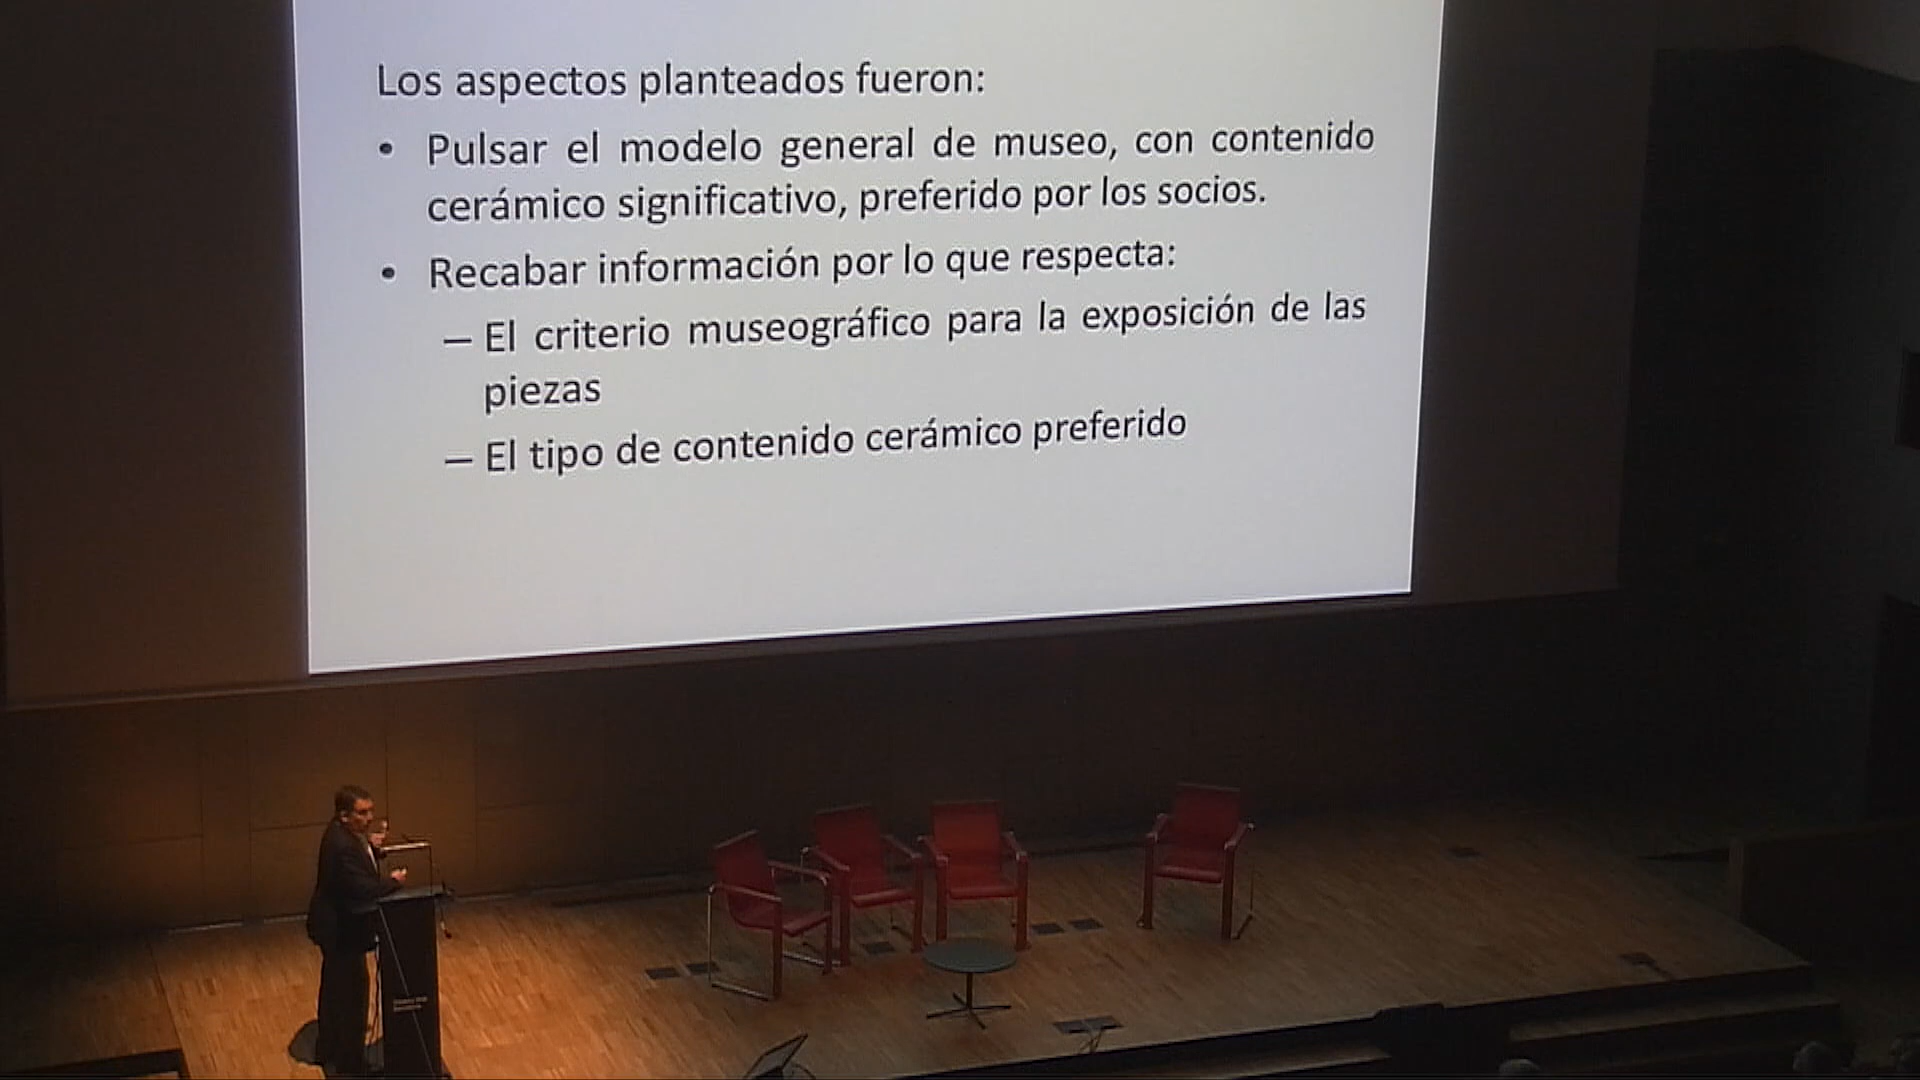 Los aspectos planteados fueron:
• Pulsar el modelo general de museo, con contenido
cerámico significativo, preferido por los socios.
• Recabar información por lo que respecta:
– El criterio museográfico para la exposición de las
piezas
– El tipo de contenido cerámico preferido